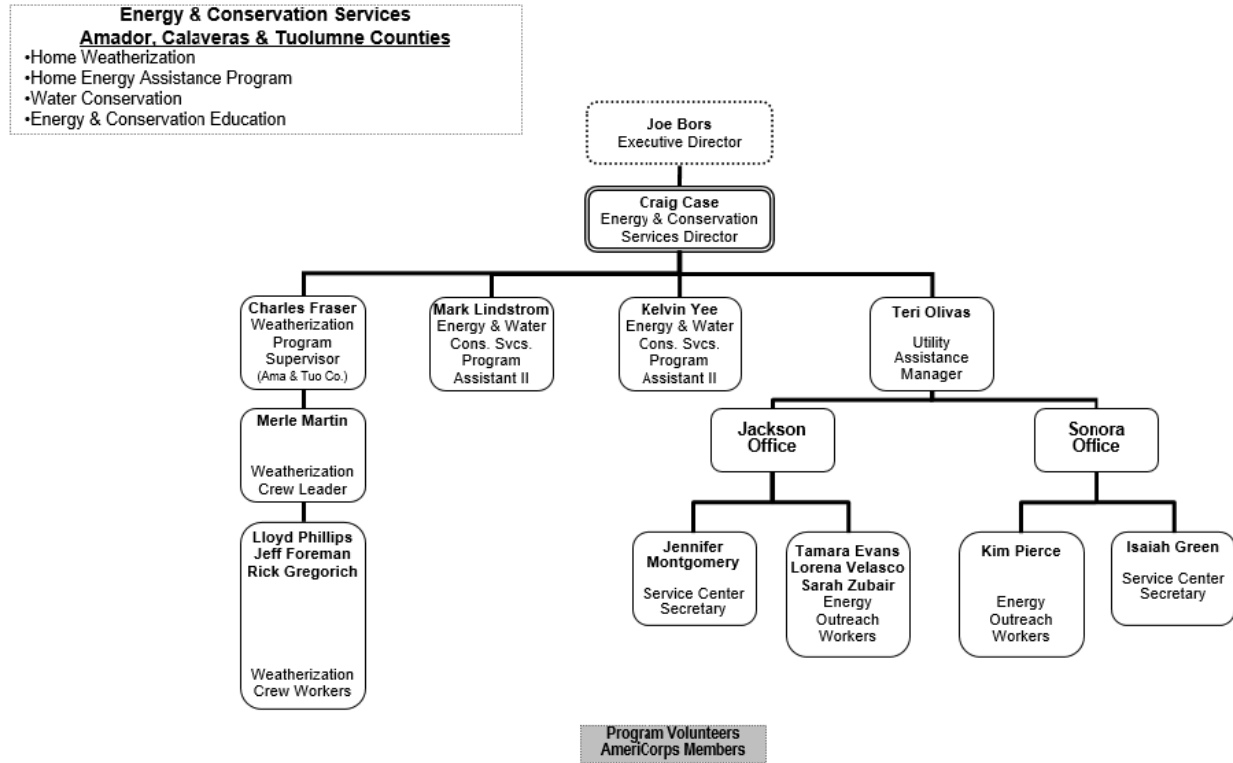 Energy & Conservation Services
Amador, Calaveras & Tuolumne Counties
•Home Weatherization
•Home Energy Assistance Program
•Water Conservation
•Energy & Conservation Education
Joe Bors
Executive Director
Craig Case
Energy & Conservation
Services Director
Charles Fraser
Weatherization
Program
Supervisor
(Ama & Tuo Co.)
Mark Lindstrom
Energy & Water
Cons. Svcs.
Program
Assistant II
Kelvin Yee
Energy & Water
Cons. Svcs.
Program
Assistant II
Teri Olivas
Utility
Assistance
Manager
Merle Martin
Weatherization
Crew Leader
Jackson
Office
Sonora
Office
Lloyd Phillips
Jeff Foreman
Rick Gregorich
Weatherization
Crew Workers
Jennifer
Montgomery
Service Center
Secretary
Tamara Evans
Lorena Velasco
Sarah Zubair
Energy
Outreach
Workers
Kim Pierce
Energy
Outreach
Workers
Isaiah Green
Service Center
Secretary
Program Volunteers
AmeriCorps Members